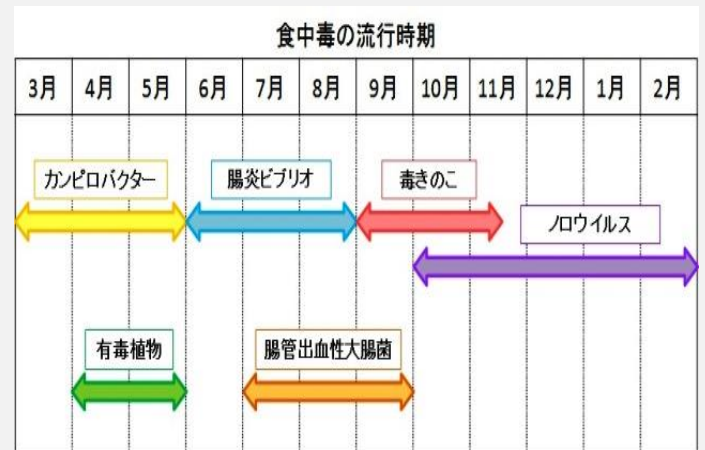 食中毒の流行時期
3月 4月 5月 6月 7月 8月 9月 10月 11月 12月 1月 2月
カンピロバクター 腸炎ビブリオ 毒きのこ
ノロウイルス
有毒植物 腸管出血性大腸菌